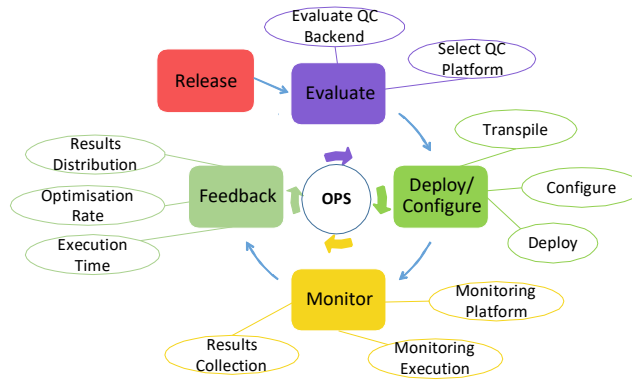 Evaluate QC
Backend
Select QC
Platform
Release
Evaluate
Transpile
Results
Distribution
Feedback
OPS
Deploy/
Configure
Configure
Optimisation
Rate
Deploy
Execution
Time
Monitor
Monitoring
Platform
Results
Collection
Monitoring
Execution